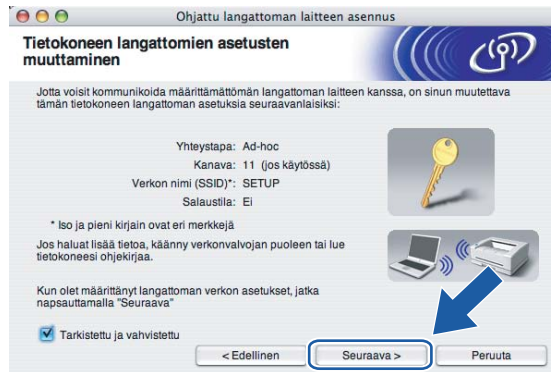 Ohjattu langattoman laitteen asennus
Tietokoneen langattomien asetusten
muuttaminen
Jotta voisit kommunikoida määrittämättömän langattoman laitteen kanssa, on sinun muutettava
tämän tietokoneen langattoman asetuksia seuraavanlaisiksi:
Yhteystapa: Ad-hoc
Kanava: 11 (jos käytössä)
Verkon nimi (SSID)*: SETUP
Salaustila: Ei
* Iso ja pieni kirjain ovat eri merkkejä
Jos haluat lisää tietoa, käänny verkonvalvojan puoleen tai lue
tietokoneesi ohjekirjaa.
Kun olet määrittänyt langattoman verkon asetukset, jatka
napsauttamalla "Seuraava"
Tarkistettu ja vahvistettu
< Edellinen Seuraava > Peruuta